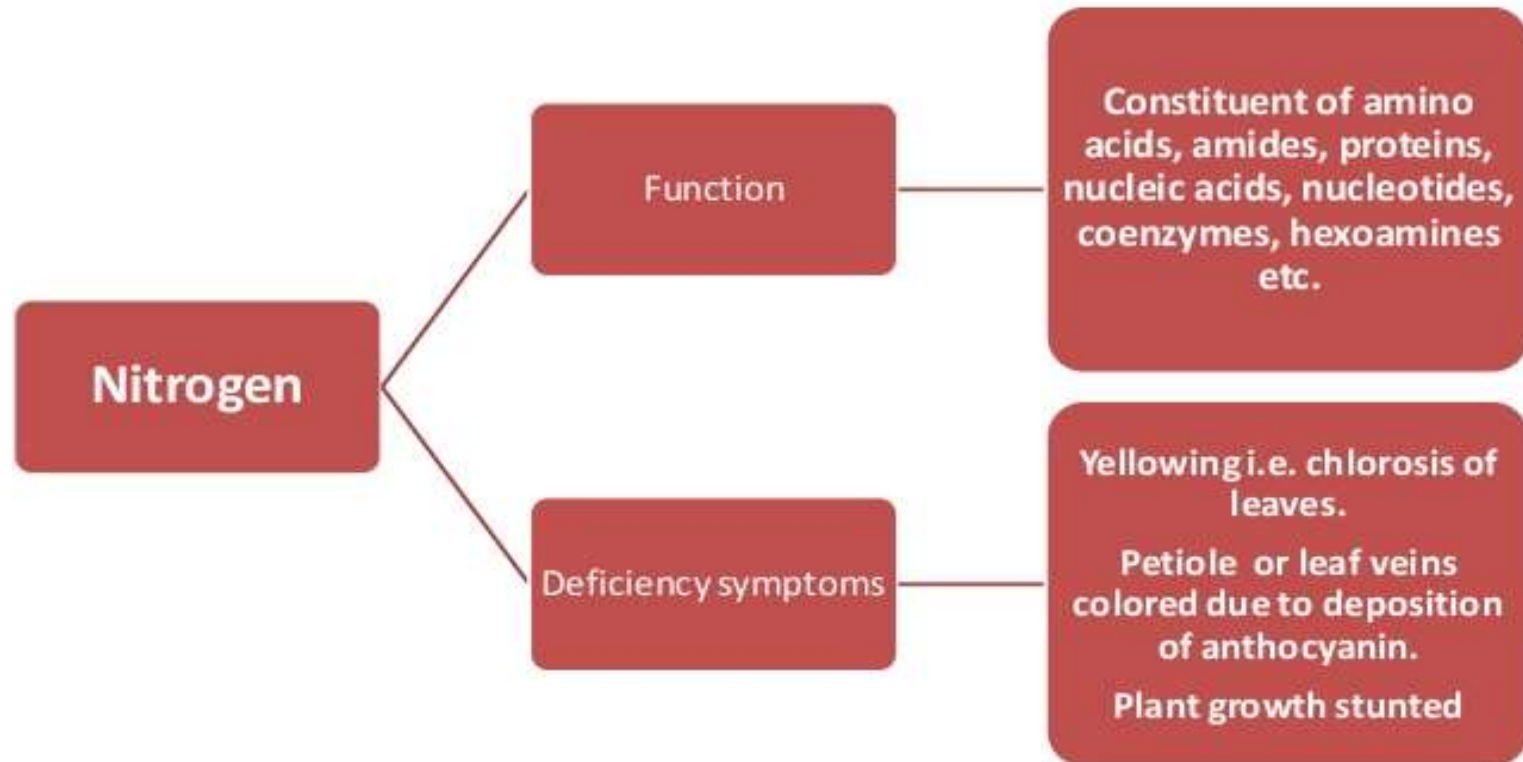 Nitrogen
Function
Constituent of amino
acids, amides, proteins,
nucleic acids, nucleotides,
coenzymes, hexoamines
etc.
Deficiency symptoms
Yellowing i.e. chlorosis of
leaves.
Petiole or leaf veins
colored due to deposition
of anthocyanin.
Plant growth stunted